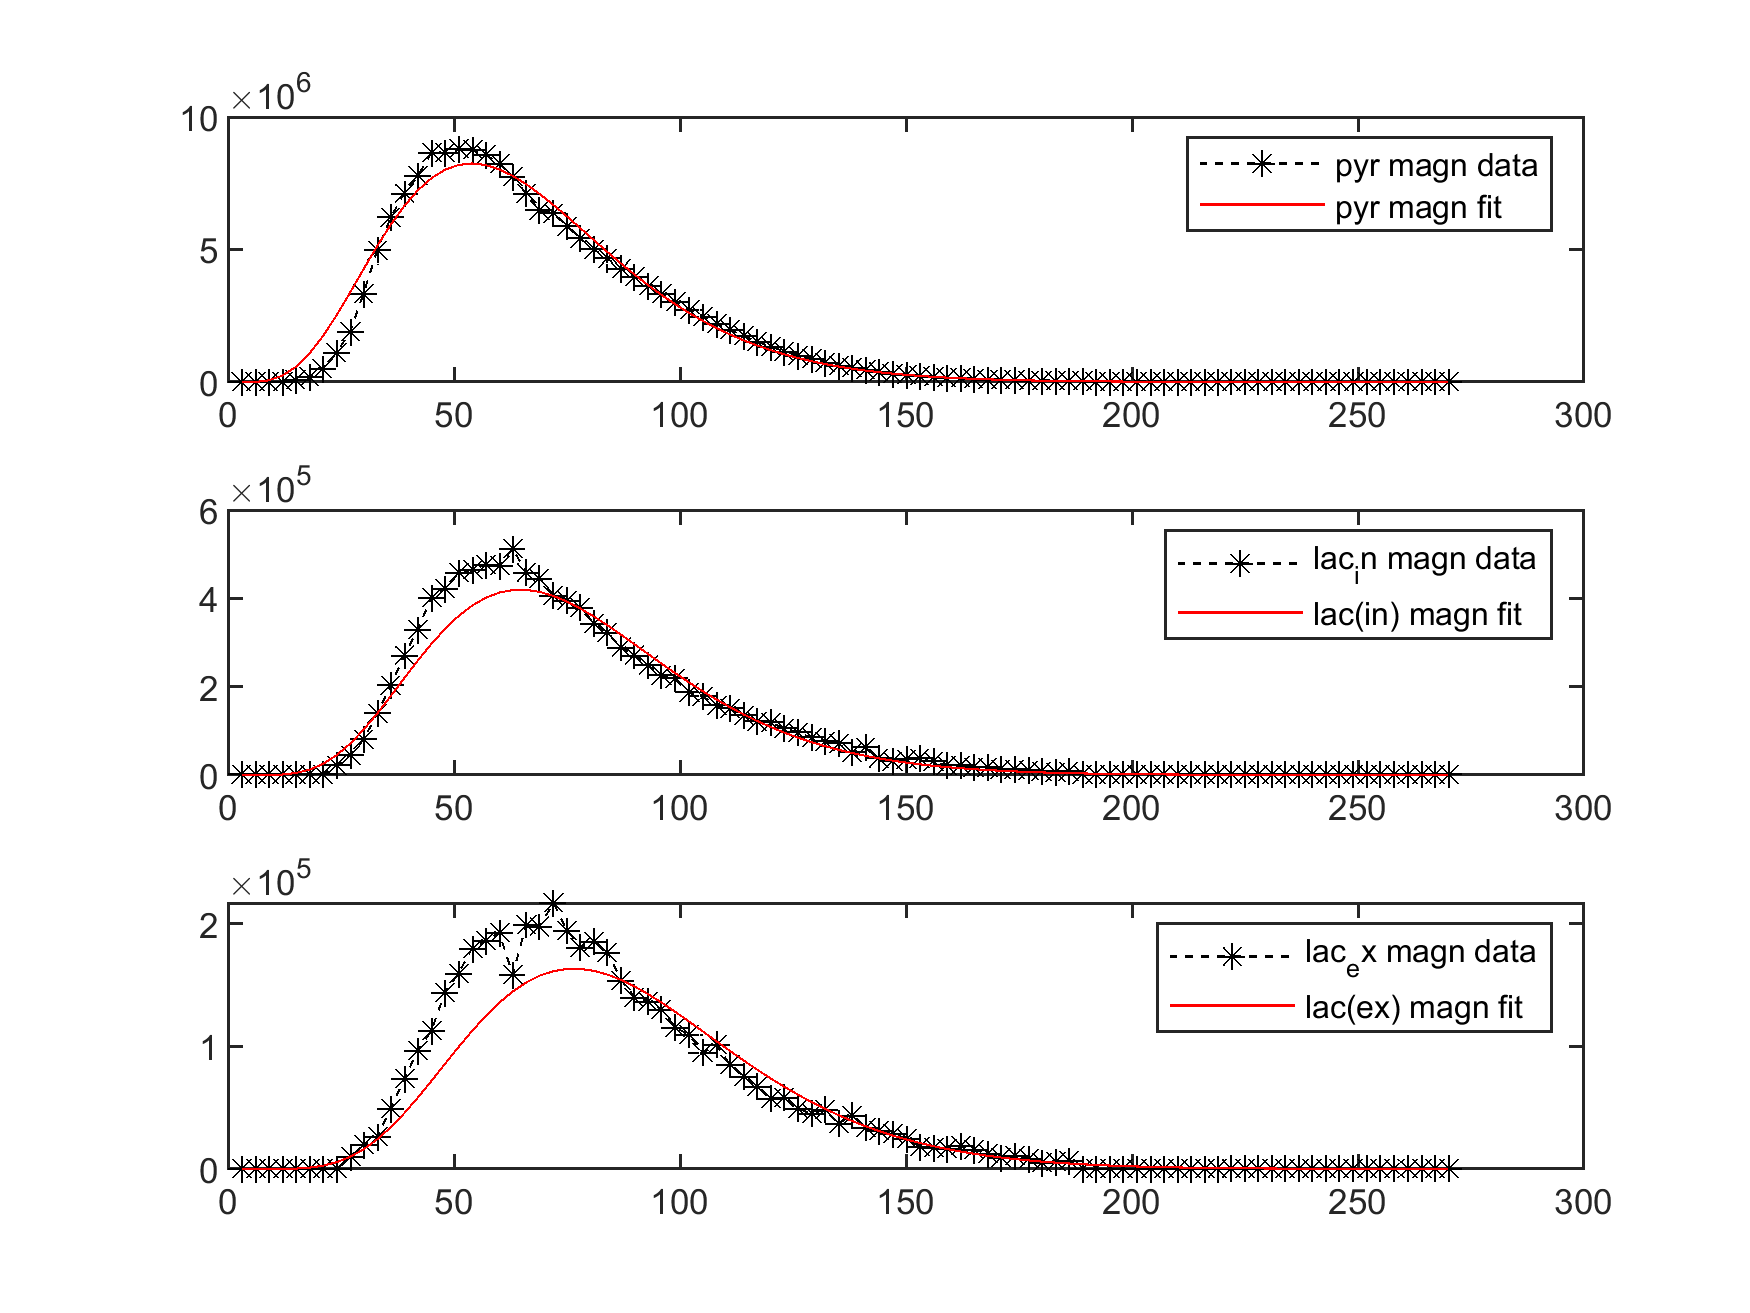 ×10^6
10
5
0
0 50 100 150 200 250 300
pyr magn data
pyr magn fit
×10^5
6
4
2
0
0 50 100 150 200 250 300
lac_in magn data
lac(in) magn fit
×10^5
2
1
0
0 50 100 150 200 250 300
lac_ex magn data
lac(ex) magn fit